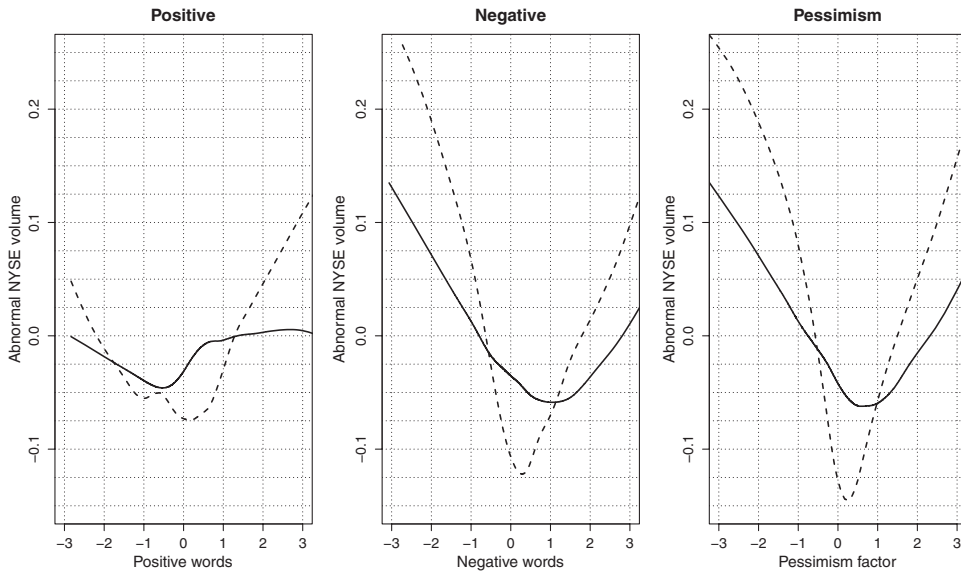 Positive
Negative
Pessimism
Abnormal NYSE volume
−0.1 0.0 0.1 0.2
−3 −2 −1 0 1 2 3
Positive words
Abnormal NYSE volume
−0.1 0.0 0.1 0.2
−3 −2 −1 0 1 2 3
Negative words
Abnormal NYSE volume
−0.1 0.0 0.1 0.2
−3 −2 −1 0 1 2 3
Pessimism factor